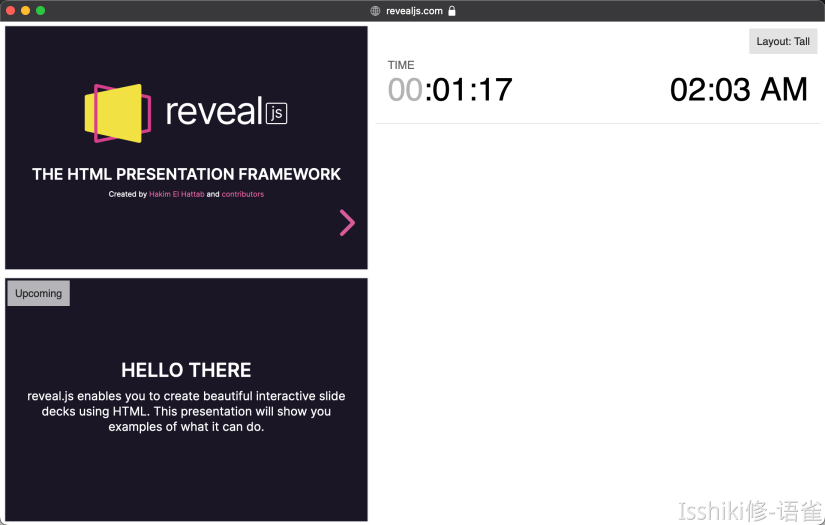 revealjs.com
reveal js
THE HTML PRESENTATION FRAMEWORK
Created by Hakim El Hattab and contributors
Upcoming
HELLO THERE
reveal.js enables you to create beautiful interactive slide
decks using HTML. This presentation will show you
examples of what it can do.
Layout: Tall
TIME
00:01:17
02:03 AM
Isshiki修-语雀